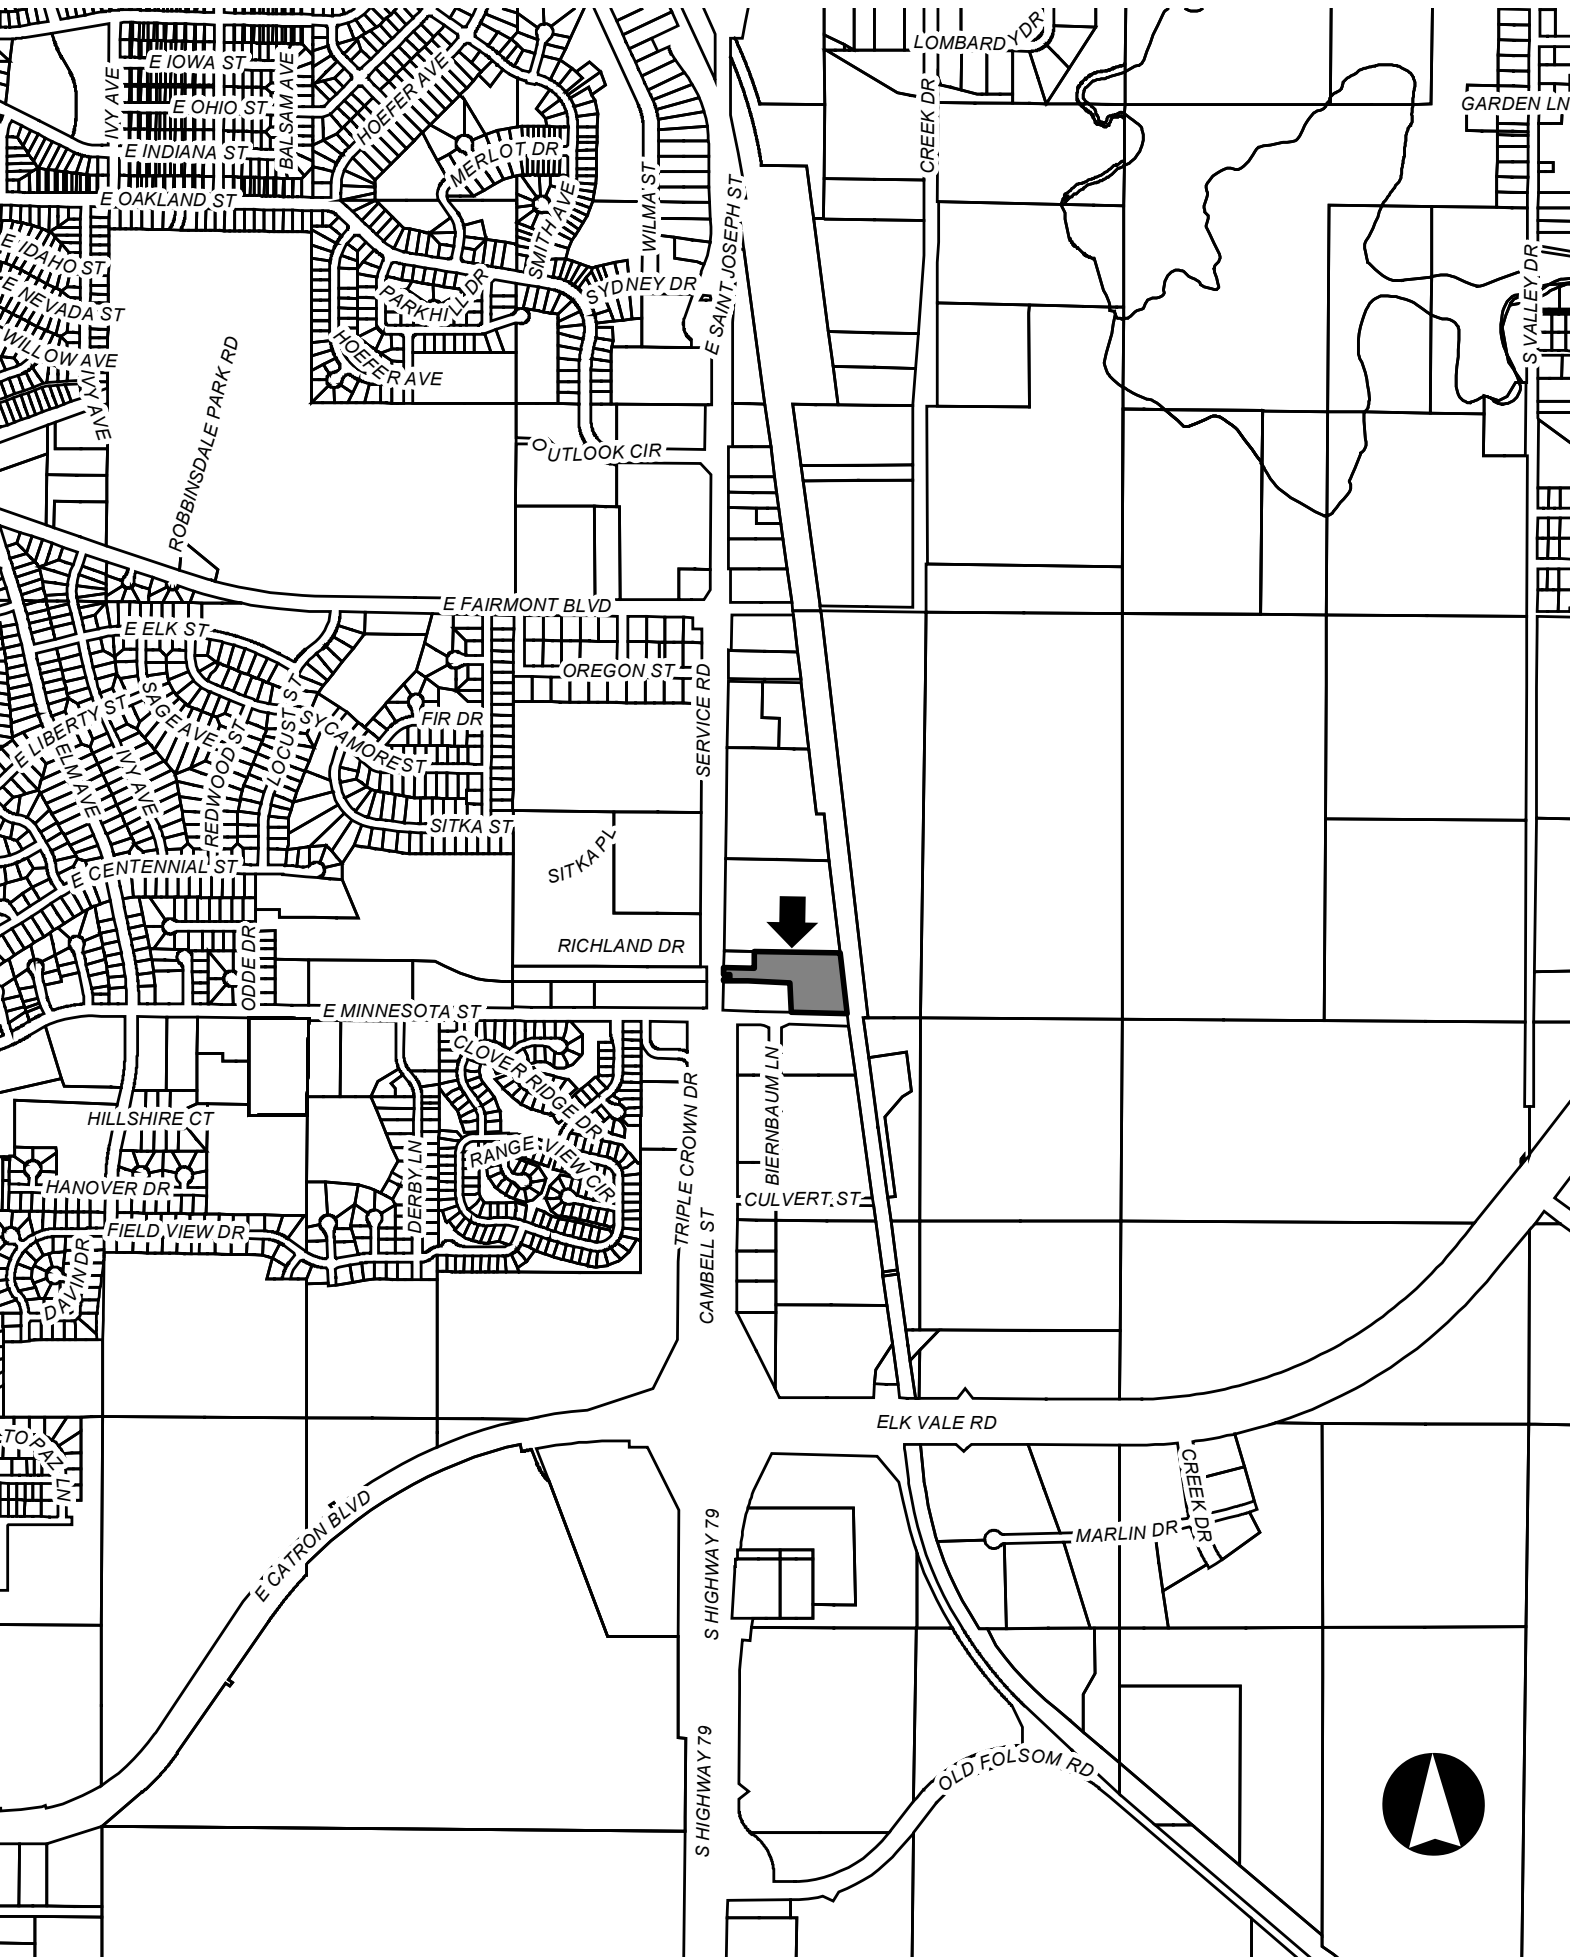 LOMBARDY DR
E IOWA ST
IVY AVE
BALSAM AVE
HOEFER AVE
E OHIO ST
CREEK DR
GARDEN LN
E INDIANA ST
MERLOT DR
E OAKLAND ST
SMITH AVE
WILMA ST
E SAINT JOSEPH ST
E IDAHO ST
E NEVADA ST
PARKHILL DR
SYDNEY DR
S VALLEY DR
WILLOW AVE
IVY AVE
HOEFER AVE
ROBBINSDALE PARK RD
OUTLOOK CIR
E FAIRMONT BLVD
E ELK ST
OREGON ST
SERVICE RD
E LIBERTY ST
SAGE AVE
LOCUST ST
SYCAMORE ST
FIR DR
ELM AVE
IVY AVE
REDWOOD ST
SITKA ST
SITKA PL
E CENTENNIAL ST
RICHLAND DR
ODDE DR
E MINNESOTA ST
CLOVER RIDGE DR
BIERNBAUM LN
HILLSHIRE CT
TRIPLE CROWN DR
RANGE VIEW CIR
DERBY LN
HANOVER DR
CULVERT ST
FIELD VIEW DR
DAVIN DR
CAMBELL ST
ELK VALE RD
TOPAZ LN
CREEK DR
E CATRON BLVD
S HIGHWAY 79
MARLIN DR
OLD FOLSOM RD
S HIGHWAY 79